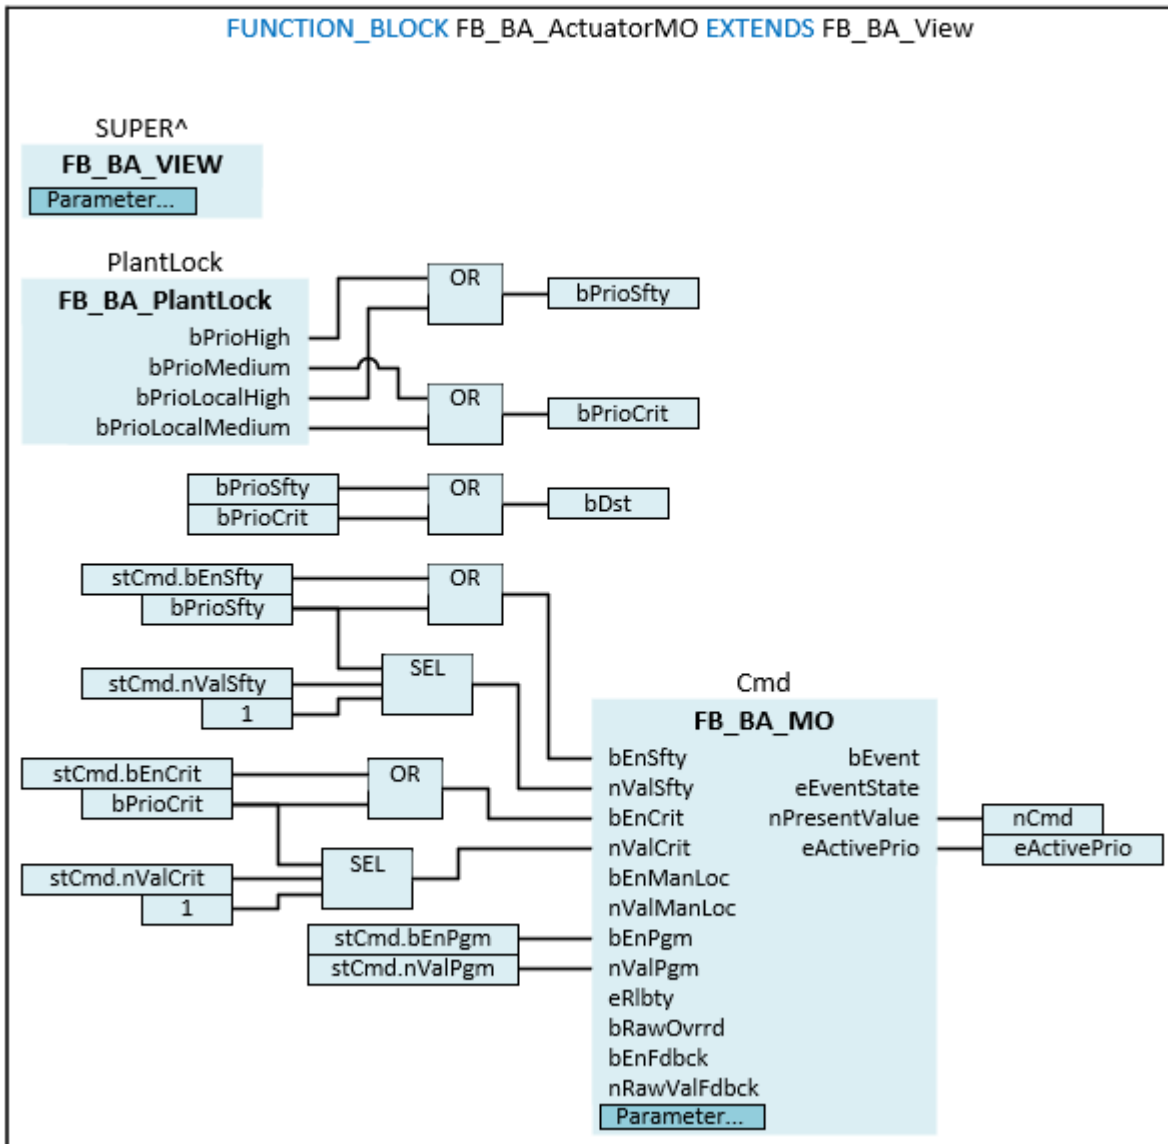 FUNCTION_BLOCK FB_BA_ActuatorMO EXTENDS FB_BA_View
SUPER^
FB_BA_VIEW
Parameter...
PlantLock
FB_BA_PlantLock
bPrioHigh
bPrioMedium
bPrioLocalHigh
bPrioLocalMedium
OR
bPrioSfty
OR
bPrioCrit
bPrioSfty
bPrioCrit
OR
bDst
stCmd.bEnSfty
bPrioSfty
OR
stCmd.nValSfty
1
SEL
stCmd.bEnCrit
bPrioCrit
OR
stCmd.nValCrit
1
SEL
stCmd.bEnPgm
stCmd.nValPgm
Cmd
FB_BA_MO
bEnSfty bEvent
nValSfty eEventState
bEnCrit nPresentValue nCmd
nValCrit eActivePrio eActivePrio
bEnManLoc
nValManLoc
bEnPgm
nValPgm
eRlbty
bRawOvrrd
bEnFdbck
nRawValFdbck
Parameter...